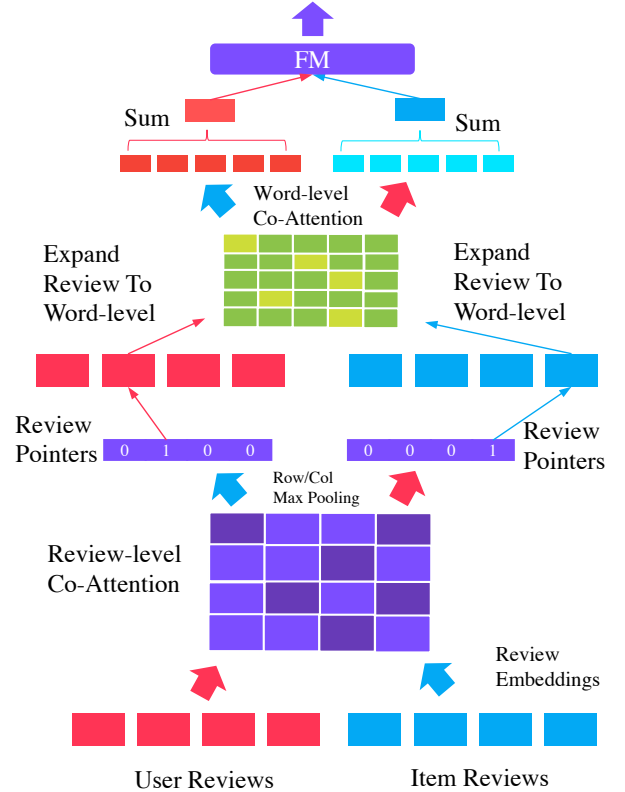 FM
Sum
Sum
Word-level
Co-Attention
Expand
Review To
Word-level
Expand
Review To
Word-level
Review
Pointers
0 1 0 0
0 0 0 1
Review
Pointers
Row/Col
Max Pooling
Review-level
Co-Attention
Review
Embeddings
User Reviews
Item Reviews